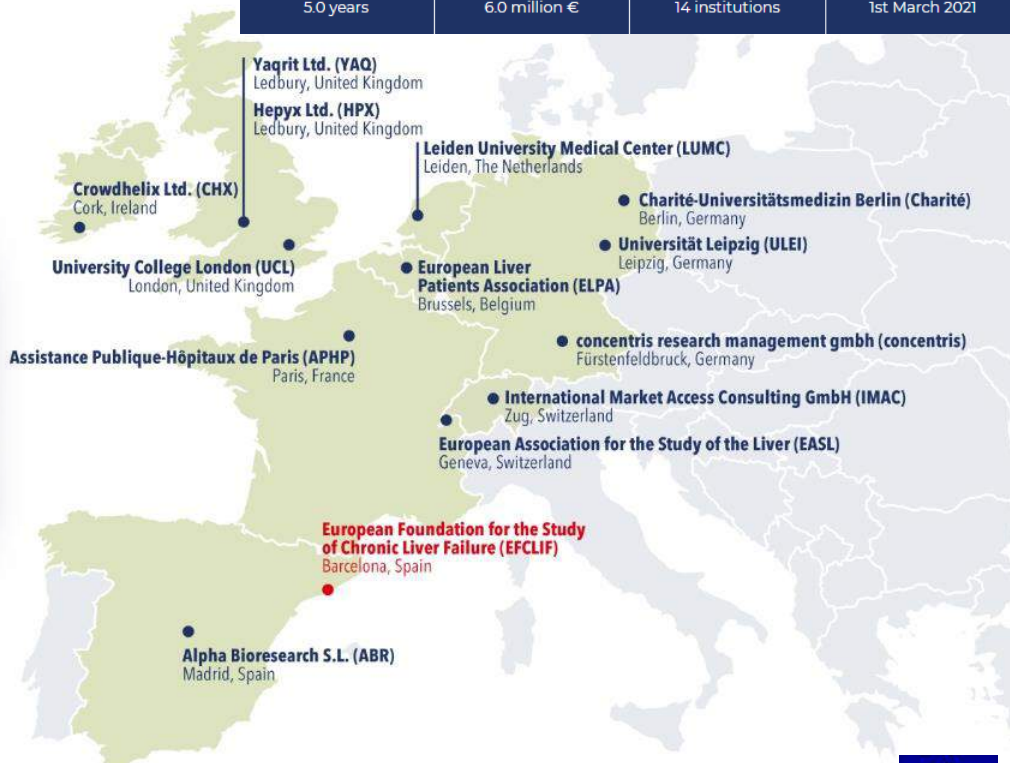 5.0 years
6.0 million €
14 institutions
1st March 2021
Yaqrit Ltd. (YAQ)
Ledbury, United Kingdom
Hepyx Ltd. (HPX)
Ledbury, United Kingdom
Leiden University Medical Center (LUMC)
Leiden, The Netherlands
Crowdhelix Ltd. (CHX)
Cork, Ireland
Charité-Universitätsmedizin Berlin (Charité)
Berlin, Germany
Universität Leipzig (ULEI)
Leipzig, Germany
University College London (UCL)
London, United Kingdom
European Liver
Patients Association (ELPA)
Brussels, Belgium
Assistance Publique-Hôpitaux de Paris (APHP)
Paris, France
concentris research management gmbh (concentris)
Fürstenfeldbruck, Germany
International Market Access Consulting GmbH (IMAC)
Zug, Switzerland
European Association for the Study of the Liver (EASL)
Geneva, Switzerland
European Foundation for the Study
of Chronic Liver Failure (EFCLIF)
Barcelona, Spain
Alpha Bioresearch S.L. (ABR)
Madrid, Spain